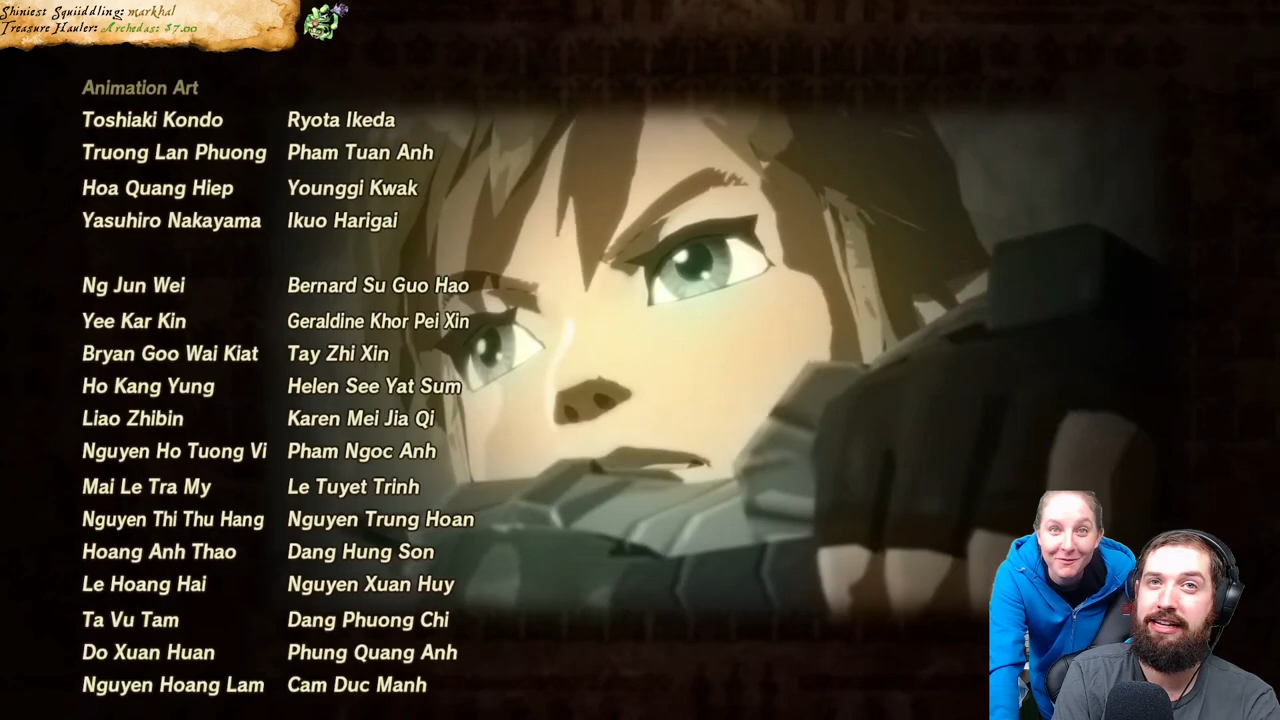 Shiniest Squiiddling: markhal
Treasure Hauler: Archedas: $7.00
Animation Art
Toshiaki Kondo Ryota Ikeda
Truong Lan Phuong Pham Tuan Anh
Hoa Quang Hiep Younggi Kwak
Yasuhiro Nakayama Ikuo Harigai
Ng Jun Wei Bernard Su Guo Hao
Yee Kar Kin Geraldine Khor Pei Xin
Bryan Goo Wai Kiat Tay Zhi Xin
Ho Kang Yung Helen See Yat Sum
Liao Zhibin Karen Mei Jia Qi
Nguyen Ho Tuong Vi Pham Ngoc Anh
Mai Le Tra My Le Tuyet Trinh
Nguyen Thi Thu Hang Nguyen Trung Hoan
Hoang Anh Thao Dang Hung Son
Le Hoang Hai Nguyen Xuan Huy
Ta Vu Tam Dang Phuong Chi
Do Xuan Huan Phung Quang Anh
Nguyen Hoang Lam Cam Duc Manh